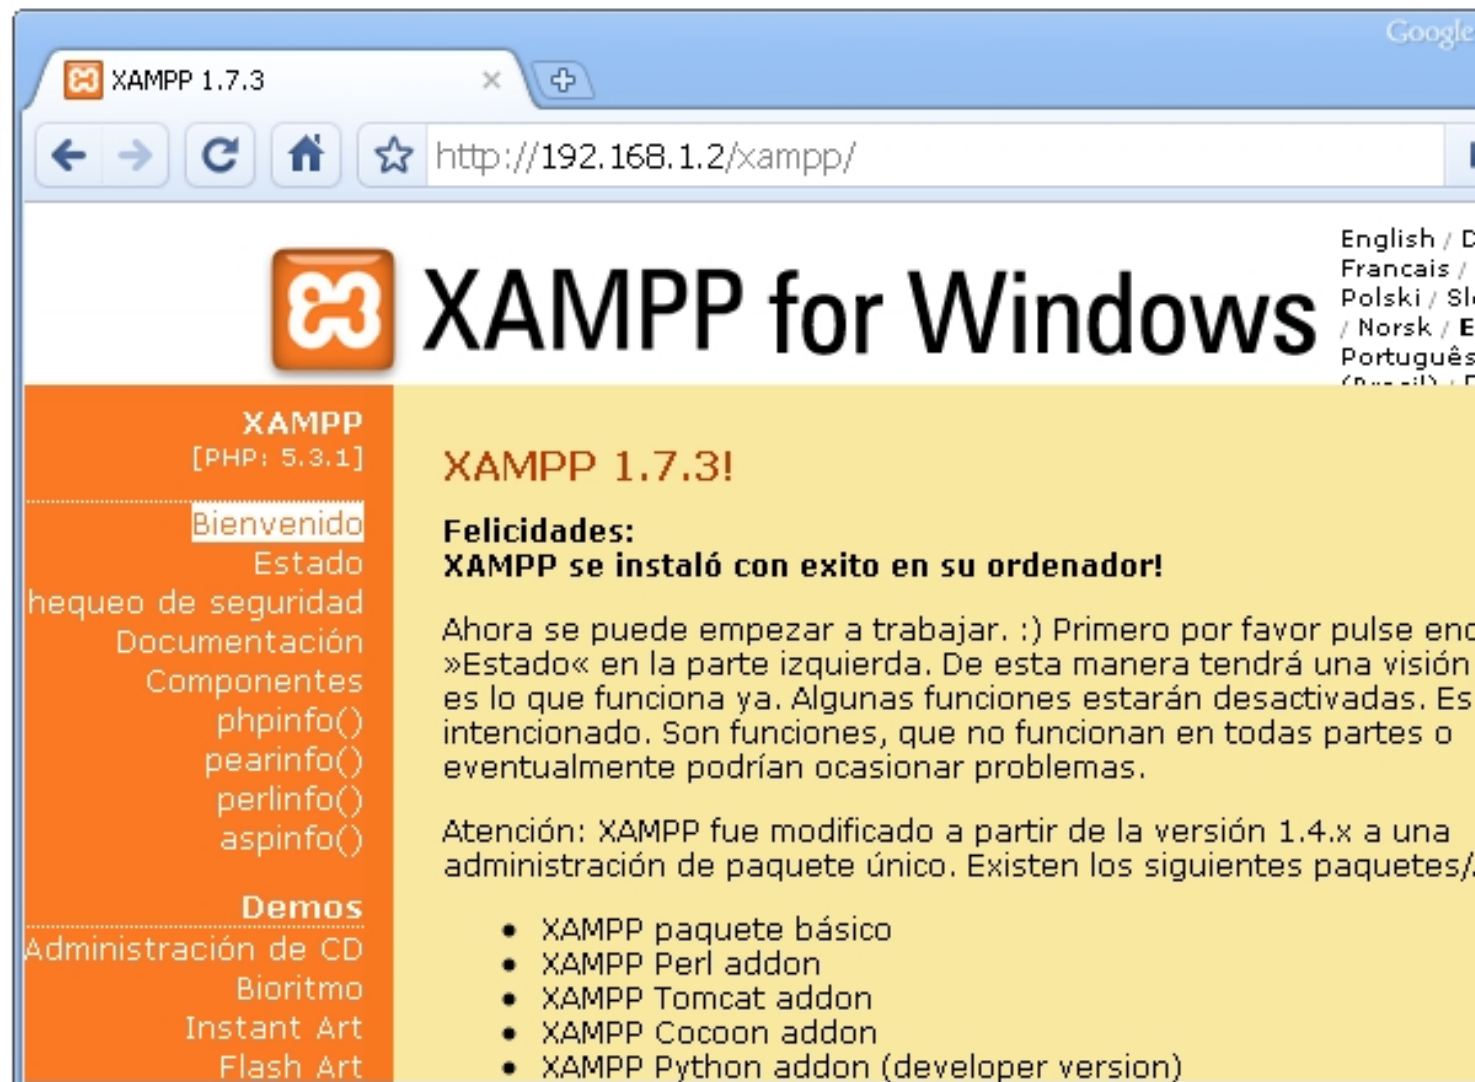 Google
XAMPP 1.7.3
http://192.168.1.2/xampp/
XAMPP for Windows
English /
Francais /
Polski /
/ Norsk /
Português
XAMPP
[PHP: 5.3.1]
Bienvenido
Estado
hequeo de seguridad
Documentación
Componentes
phpinfo()
pearinfo()
perlinfo()
aspinfo()
Demos
Administración de CD
Bioritmo
Instant Art
Flash Art
XAMPP 1.7.3!
Felicidades:
XAMPP se instaló con exito en su ordenador!
Ahora se puede empezar a trabajar. :) Primero por favor pulse
»Estado« en la parte izquierda. De esta manera tendrá una visión
es lo que funciona ya. Algunas funciones estarán desactivadas. Es
intencionado. Son funciones, que no funcionan en todas partes o
eventualmente podrían ocasionar problemas.
Atención: XAMPP fue modificado a partir de la versión 1.4.x a una
administración de paquete único. Existen los siguientes paquetes/
• XAMPP paquete básico
• XAMPP Perl addon
• XAMPP Tomcat addon
• XAMPP Cocoon addon
• XAMPP Python addon (developer version)